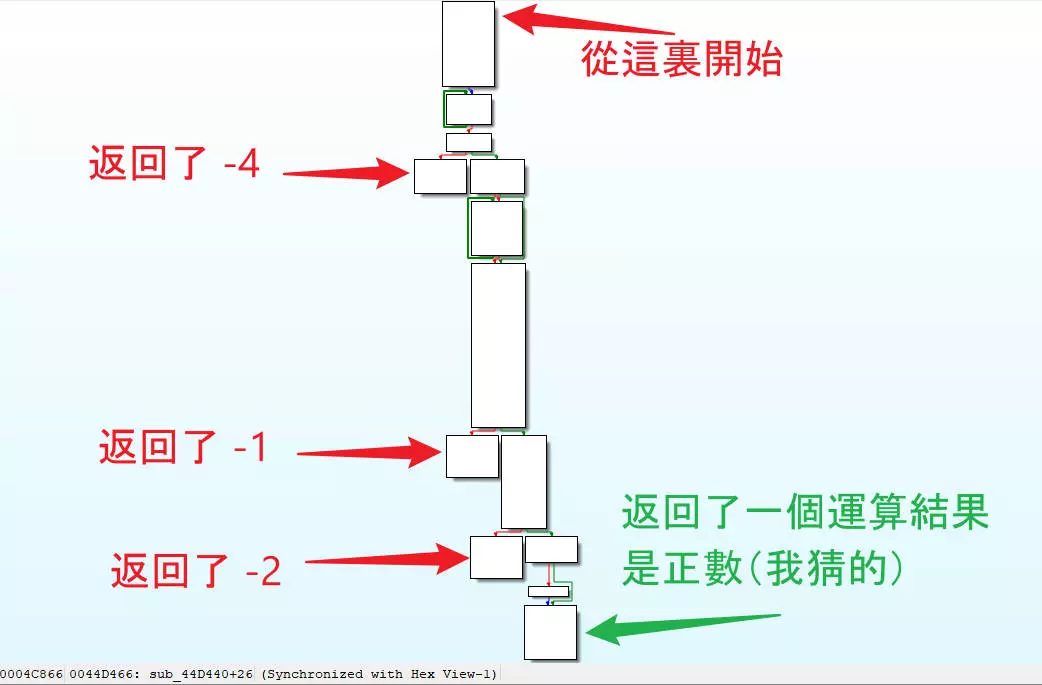 從這裏開始
返回了 -4
返回了 -1
返回了一個運算結果
是正數(我猜的)
返回了 -2
0004C866 0044D466: sub_44D440+26 (Synchronized with Hex View-1)